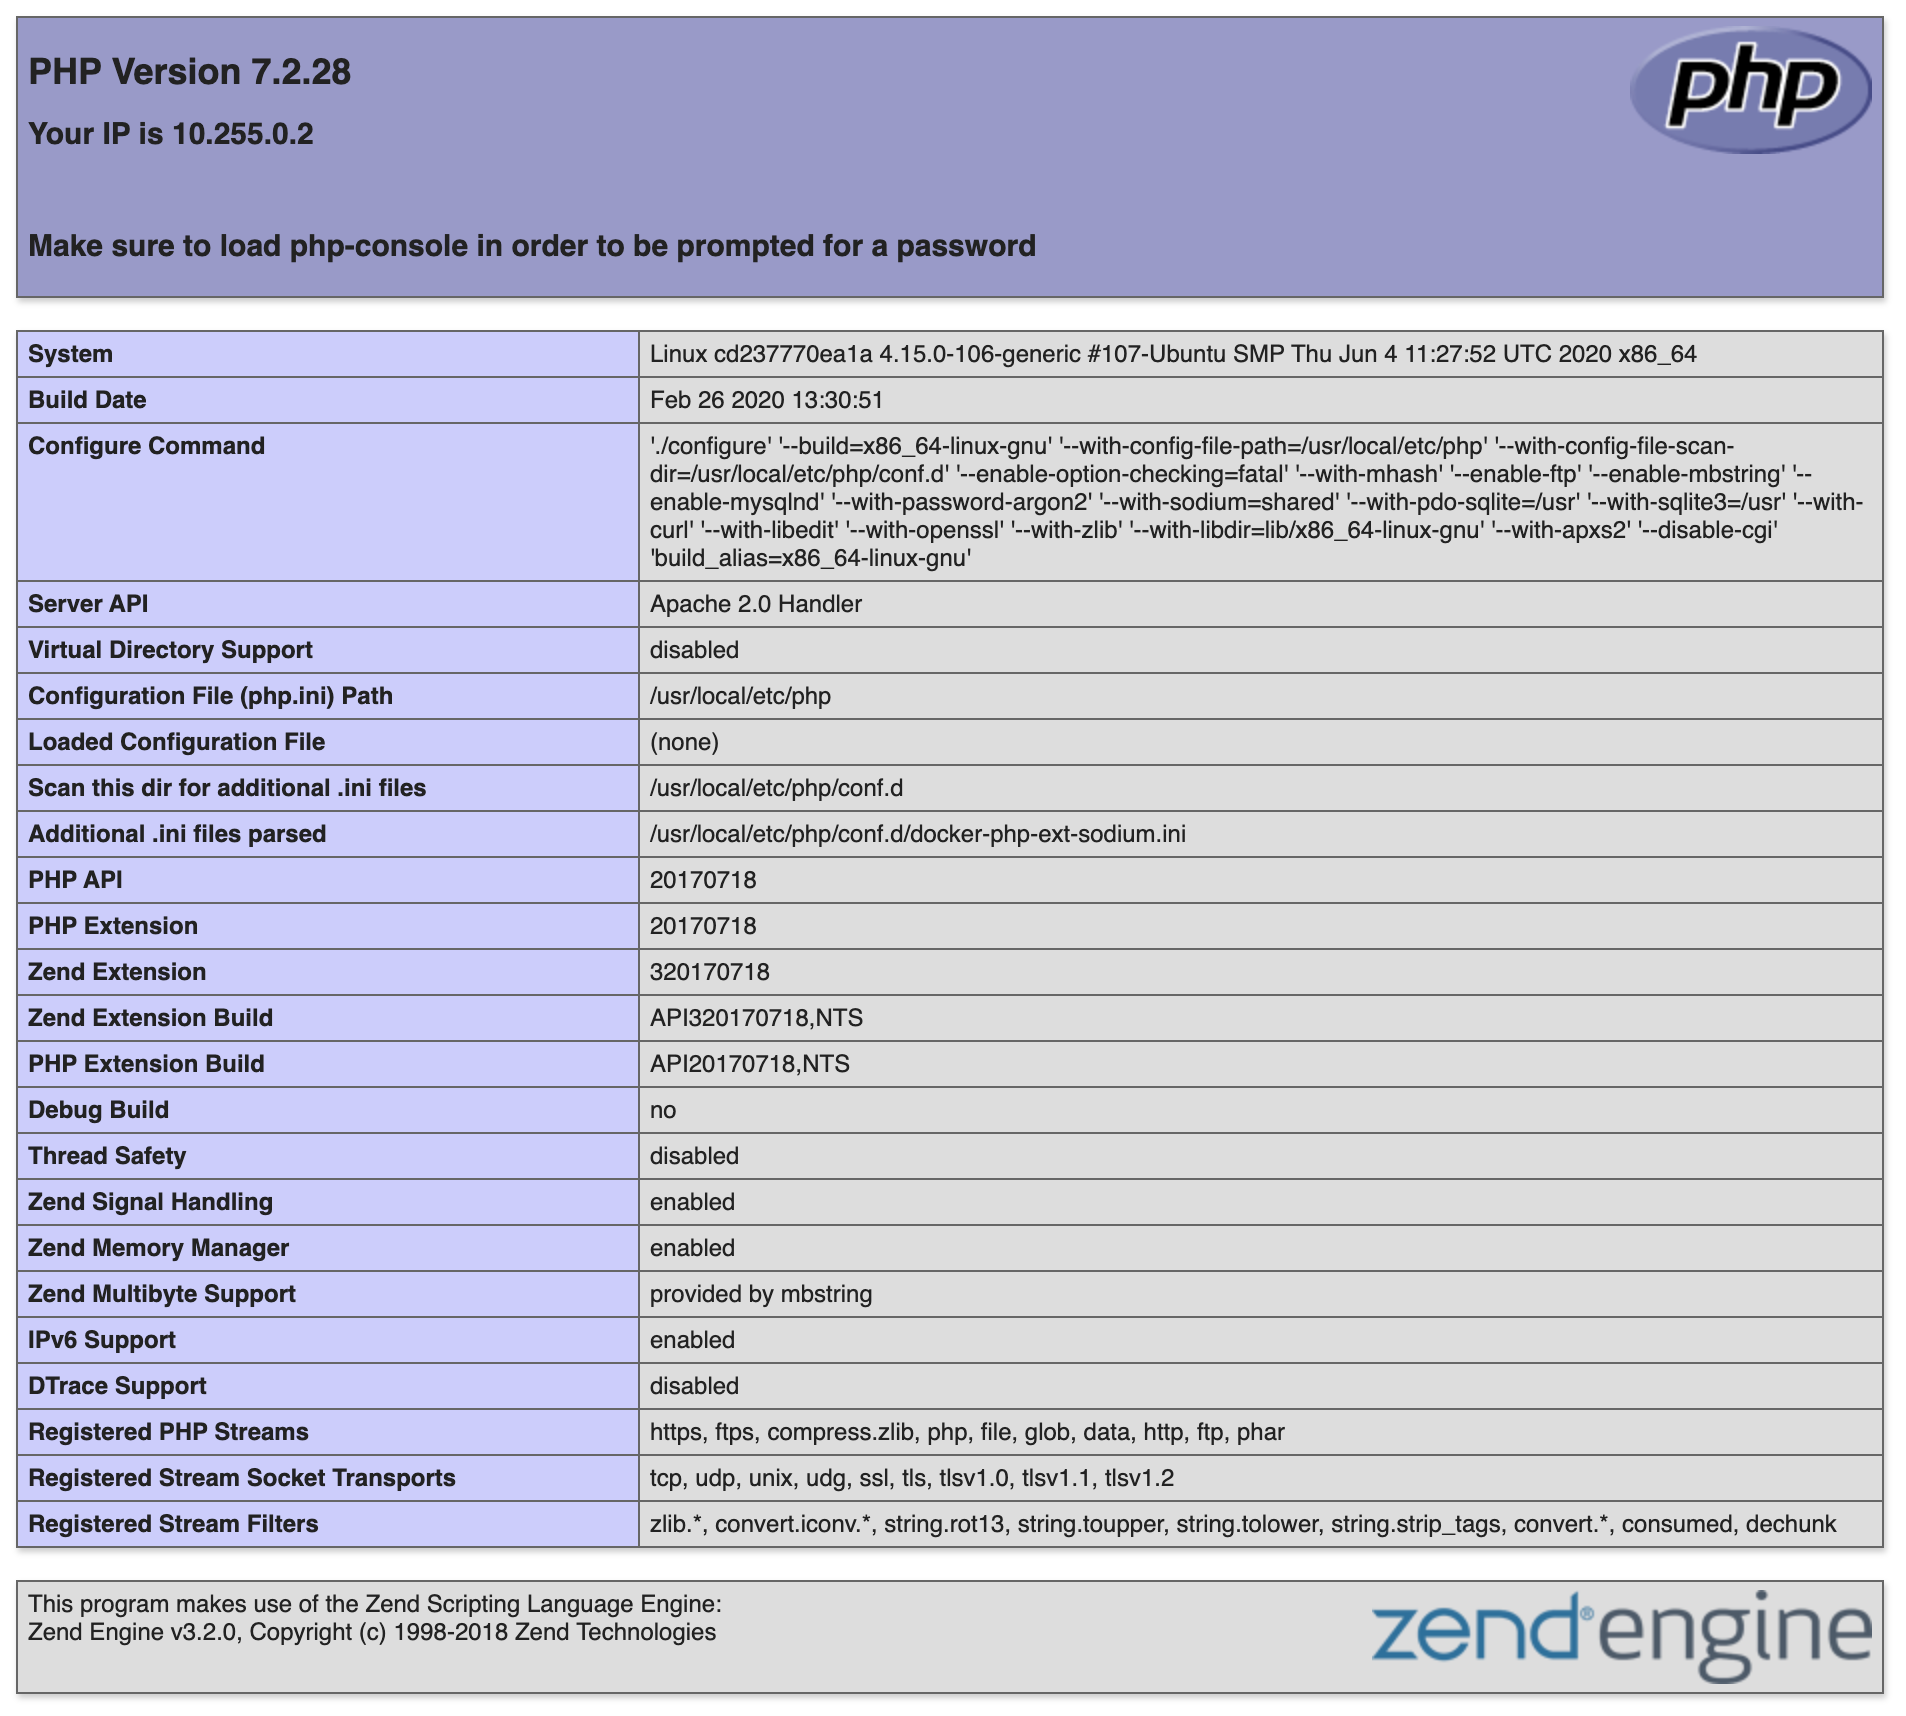 PHP Version 7.2.28
php
Your IP is 10.255.0.2
Make sure to load php-console in order to be prompted for a password
System Linux cd237770ea1a 4.15.0-106-generic #107-Ubuntu SMP Thu Jun 4 11:27:52 UTC 2020 x86_64
Build Date Feb 26 2020 13:30:51
Configure Command './configure' '--build=x86_64-linux-gnu' '--with-config-file-path=/usr/local/etc/php' '--with-config-file-scan-
dir=/usr/local/etc/php/conf.d' '--enable-option-checking=fatal' '--with-mhash' '--enable-ftp' '--enable-mbstring' '--
enable-mysqlnd' '--with-password-argon2' '--with-sodium=shared' '--with-pdo-sqlite=/usr' '--with-sqlite3=/usr' '--with-
curl' '--with-libedit' '--with-openssl' '--with-zlib' '--with-libdir=lib/x86_64-linux-gnu' '--with-apxs2' '--disable-cgi'
'build_alias=x86_64-linux-gnu'
Server API Apache 2.0 Handler
Virtual Directory Support disabled
Configuration File (php.ini) Path /usr/local/etc/php
Loaded Configuration File (none)
Scan this dir for additional .ini files /usr/local/etc/php/conf.d
Additional .ini files parsed /usr/local/etc/php/conf.d/docker-php-ext-sodium.ini
PHP API 20170718
PHP Extension 20170718
Zend Extension 320170718
Zend Extension Build API320170718,NTS
PHP Extension Build API20170718,NTS
Debug Build no
Thread Safety disabled
Zend Signal Handling enabled
Zend Memory Manager enabled
Zend Multibyte Support provided by mbstring
IPv6 Support enabled
DTrace Support disabled
Registered PHP Streams https, ftps, compress.zlib, php, file, glob, data, http, ftp, phar
Registered Stream Socket Transports tcp, udp, unix, udg, ssl, tls, tlsv1.0, tlsv1.1, tlsv1.2
Registered Stream Filters zlib.*, convert.iconv.*, string.rot13, string.toupper, string.tolower, string.strip_tags, convert.*, consumed, dechunk
This program makes use of the Zend Scripting Language Engine:
Zend Engine v3.2.0, Copyright (c) 1998-2018 Zend Technologies
zend® engine